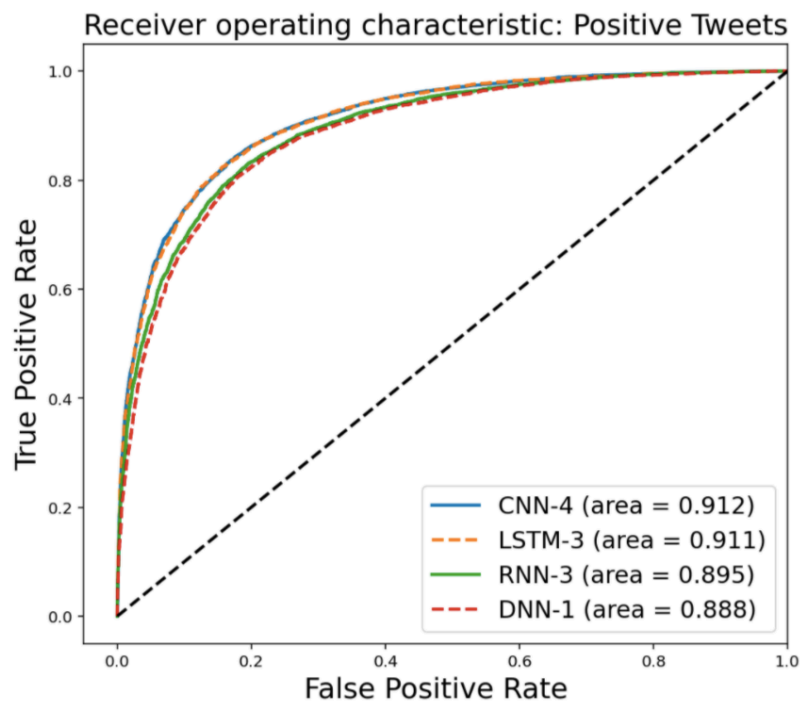 Receiver operating characteristic: Positive Tweets
1.0
0.8
0.6
0.4
0.2
0.0
True Positive Rate
CNN-4 (area = 0.912)
LSTM-3 (area = 0.911)
RNN-3 (area = 0.895)
DNN-1 (area = 0.888)
0.0 0.2 0.4 0.6 0.8 1.0
False Positive Rate